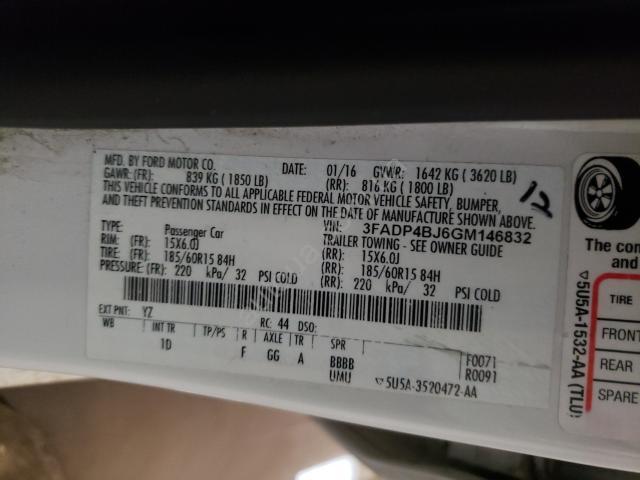 MFD. BY FORD MOTOR CO.
DATE: 01/16 GVWR: 1642 KG ( 3620 LB)
GAWR: (FR): 839 KG ( 1850 LB) (RR): 816 KG ( 1800 LB)
THIS VEHICLE CONFORMS TO ALL APPLICABLE FEDERAL MOTOR VEHICLE SAFETY, BUMPER,
AND THEFT PREVENTION STANDARDS IN EFFECT ON THE DATE OF MANUFACTURE SHOWN ABOVE.
VIN: 3FADP4BJ6GM146832
TYPE: Passenger Car TRAILER TOWING - SEE OWNER GUIDE
RIM: (FR): 15X6.0J (RR): 15X6.0J
TIRE: (FR): 185/60R15 84H (RR): 185/60R15 84H
PRESSURE: (FR): 220 kPa/ 32 PSI COLD (RR): 220 kPa/ 32 PSI COLD
EXT PNT: YZ RC: 44 DSO:
WB INT TR TP/PS R AXLE TR SPR F0071
1D F GG A BBBB R0091
UMU ▽5U5A-3520472-AA
12
The con
and
▽5U5A-1532-AA (TLU)
TIRE
FRONT
REAR
SPARE